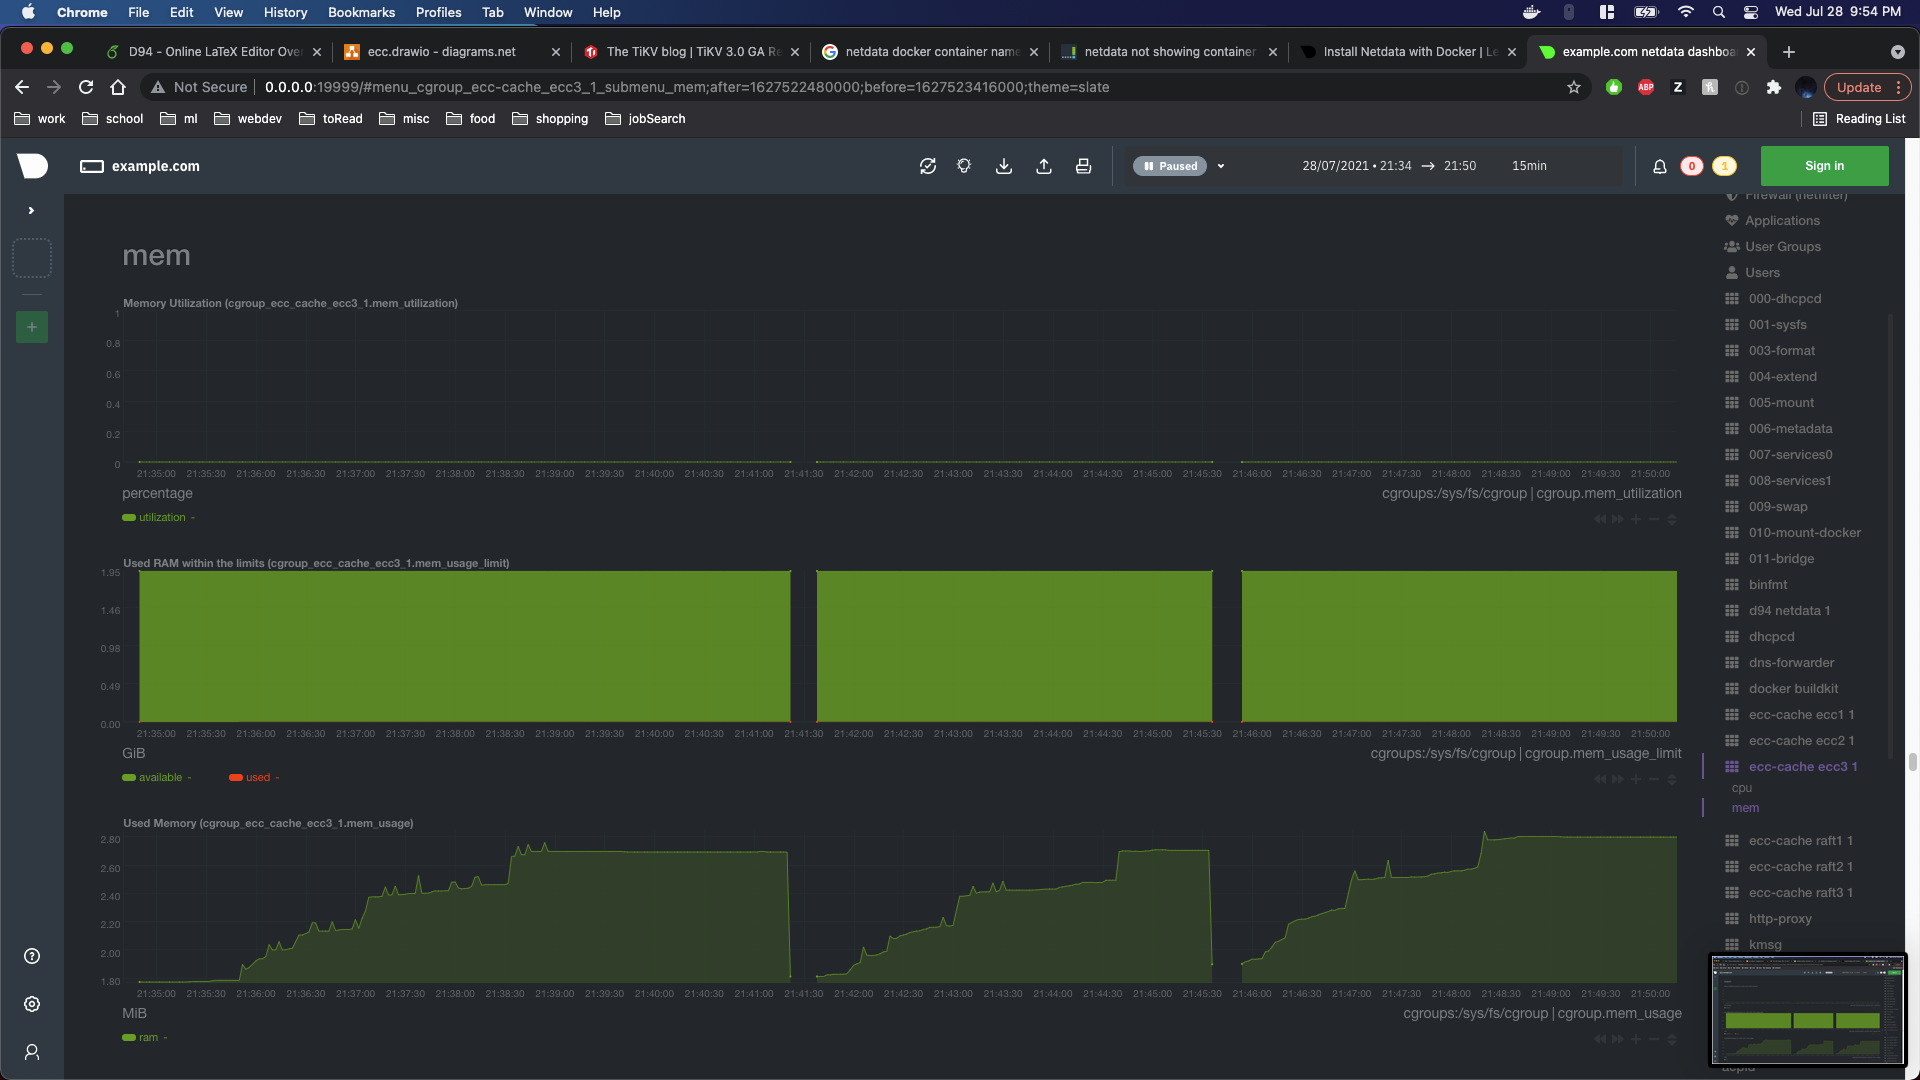 Chrome File Edit View History Bookmarks Profiles Tab Window Help Wed Jul 28 9:54 PM
D94 - Online LaTeX Editor Over ecc.drawio - diagrams.net The TiKV blog | TiKV 3.0 GA Re netdata docker container name netdata not showing container Install Netdata with Docker | Le example.com netdata dashboa
Not Secure 0.0.0.0:19999/#menu_cgroup_ecc-cache_ecc3_1_submenu_mem;after=1627522480000;before=1627523416000;theme=slate ABP Z Update
work school ml webdev toRead misc food shopping jobSearch Reading List
example.com Paused 28/07/2021 • 21:34 → 21:50 15min 0 1 Sign in
mem
Memory Utilization (cgroup_ecc_cache_ecc3_1.mem_utilization)
1
0.8
0.6
0.4
0.2
0
21:35:00 21:35:30 21:36:00 21:36:30 21:37:00 21:37:30 21:38:00 21:38:30 21:39:00 21:39:30 21:40:00 21:40:30 21:41:00 21:41:30 21:42:00 21:42:30 21:43:00 21:43:30 21:44:00 21:44:30 21:45:00 21:45:30 21:46:00 21:46:30 21:47:00 21:47:30 21:48:00 21:48:30 21:49:00 21:49:30 21:50:00
percentage cgroups:/sys/fs/cgroup | cgroup.mem_utilization
utilization -
Used RAM within the limits (cgroup_ecc_cache_ecc3_1.mem_usage_limit)
1.95
1.46
0.98
0.49
0.00
21:35:00 21:35:30 21:36:00 21:36:30 21:37:00 21:37:30 21:38:00 21:38:30 21:39:00 21:39:30 21:40:00 21:40:30 21:41:00 21:41:30 21:42:00 21:42:30 21:43:00 21:43:30 21:44:00 21:44:30 21:45:00 21:45:30 21:46:00 21:46:30 21:47:00 21:47:30 21:48:00 21:48:30 21:49:00 21:49:30 21:50:00
GiB cgroups:/sys/fs/cgroup | cgroup.mem_usage_limit
available - used -
Used Memory (cgroup_ecc_cache_ecc3_1.mem_usage)
2.80
2.60
2.40
2.20
2.00
1.80
21:35:00 21:35:30 21:36:00 21:36:30 21:37:00 21:37:30 21:38:00 21:38:30 21:39:00 21:39:30 21:40:00 21:40:30 21:41:00 21:41:30 21:42:00 21:42:30 21:43:00 21:43:30 21:44:00 21:44:30 21:45:00 21:45:30 21:46:00 21:46:30 21:47:00 21:47:30 21:48:00 21:48:30 21:49:00 21:49:30 21:50:00
MiB cgroups:/sys/fs/cgroup | cgroup.mem_usage
ram -
Firewall (netfilter)
Applications
User Groups
Users
000-dhcpcd
001-sysfs
003-format
004-extend
005-mount
006-metadata
007-services0
008-services1
009-swap
010-mount-docker
011-bridge
binfmt
d94 netdata 1
dhcpcd
dns-forwarder
docker buildkit
ecc-cache ecc1 1
ecc-cache ecc2 1
ecc-cache ecc3 1
cpu
mem
ecc-cache raft1 1
ecc-cache raft2 1
ecc-cache raft3 1
http-proxy
kmsg